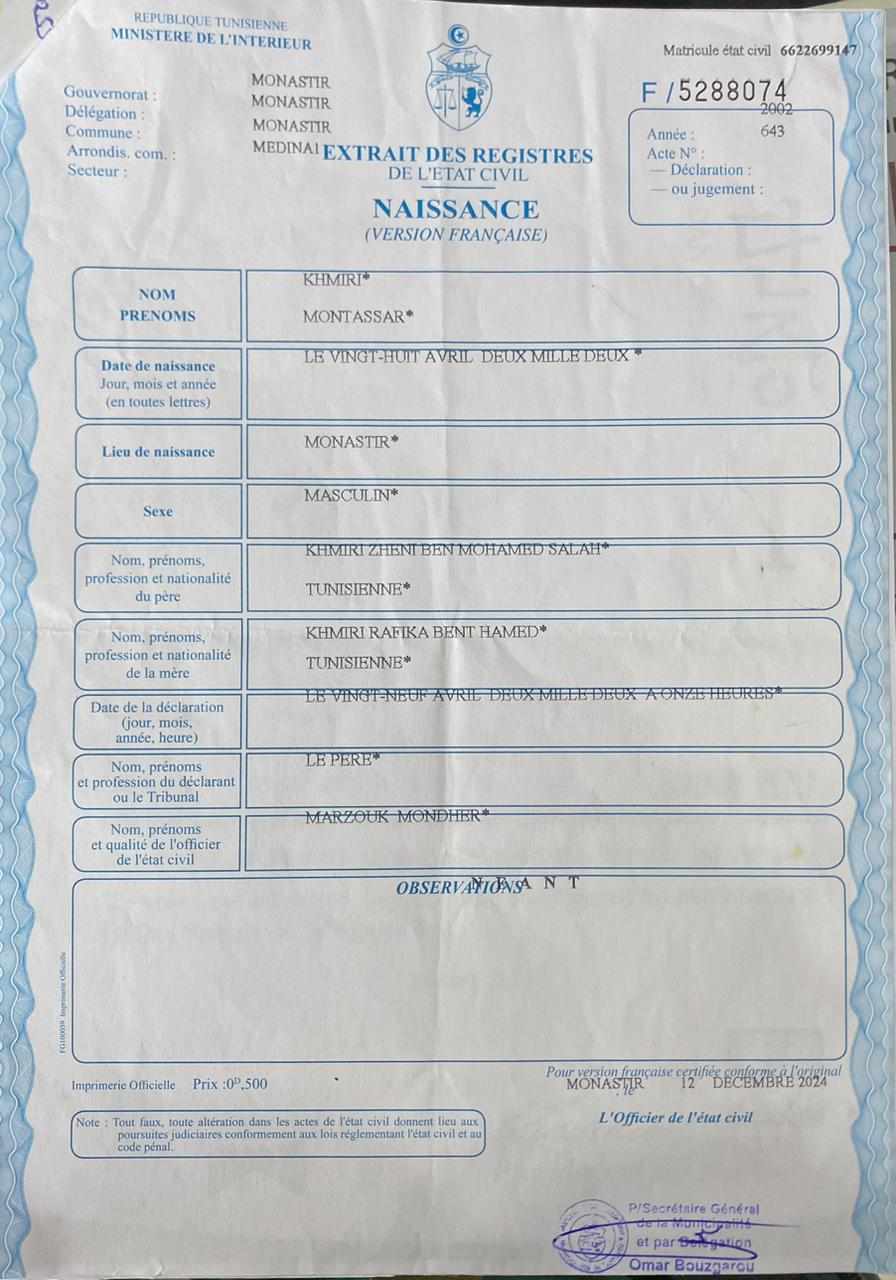 REPUBLIQUE TUNISIENNE
MINISTERE DE L'INTERIEUR
Matricule état civil 6622699147
Gouvernorat : MONASTIR
Délégation : MONASTIR
Commune : MONASTIR
Arrondis. com. : MEDINA1
Secteur :
F / 5288074
Année : 2002
Acte N° : 643
— Déclaration :
— ou jugement :
EXTRAIT DES REGISTRES
DE L'ETAT CIVIL
NAISSANCE
(VERSION FRANÇAISE)
NOM KHMIRI*
PRENOMS MONTASSAR*
Date de naissance LE VINGT-HUIT AVRIL DEUX MILLE DEUX *
Jour, mois et année
(en toutes lettres)
Lieu de naissance MONASTIR*
Sexe MASCULIN*
Nom, prénoms, KHMIRI ZHENI BEN MOHAMED SALAH*
profession et nationalité TUNISIENNE*
du père
Nom, prénoms, KHMIRI RAFIKA BENT HAMED*
profession et nationalité TUNISIENNE*
de la mère
Date de la déclaration LE VINGT-NEUF AVRIL DEUX MILLE DEUX A ONZE HEURES*
(jour, mois,
année, heure)
Nom, prénoms LE PERE*
et profession du déclarant
ou le Tribunal
Nom, prénoms MARZOUK MONDHER*
et qualité de l'officier
de l'état civil
OBSERVATIONS N E A N T
FG100039 Imprimerie Officielle
Imprimerie Officielle Prix :0D,500
Pour version française certifiée conforme à l'original
MONASTIR , le 12 DECEMBRE 2024
L'Officier de l'état civil
Note : Tout faux, toute altération dans les actes de l'état civil donnent lieu aux
poursuites judiciaires conformement aux lois réglementant l'état civil et au
code pénal.
P/Secrétaire Général
de la Municipalité
et par Délégation
Omar Bouzgarou